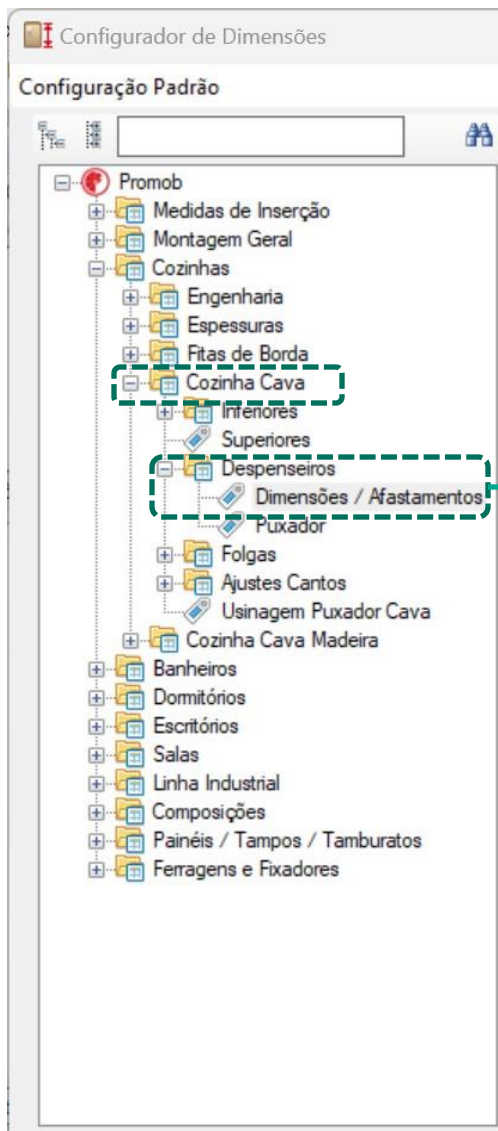 Configurador de Dimensões
Configuração Padrão
Promob
Medidas de Inserção
Montagem Geral
Cozinhas
Engenharia
Espessuras
Fitas de Borda
Cozinha Cava
Inferiores
Superiores
Despenseiros
Dimensões / Afastamentos
Puxador
Folgas
Ajustes Cantos
Usinagem Puxador Cava
Cozinha Cava Madeira
Banheiros
Dormitórios
Escritórios
Salas
Linha Industrial
Composições
Painéis / Tampos / Tamburatos
Ferragens e Fixadores